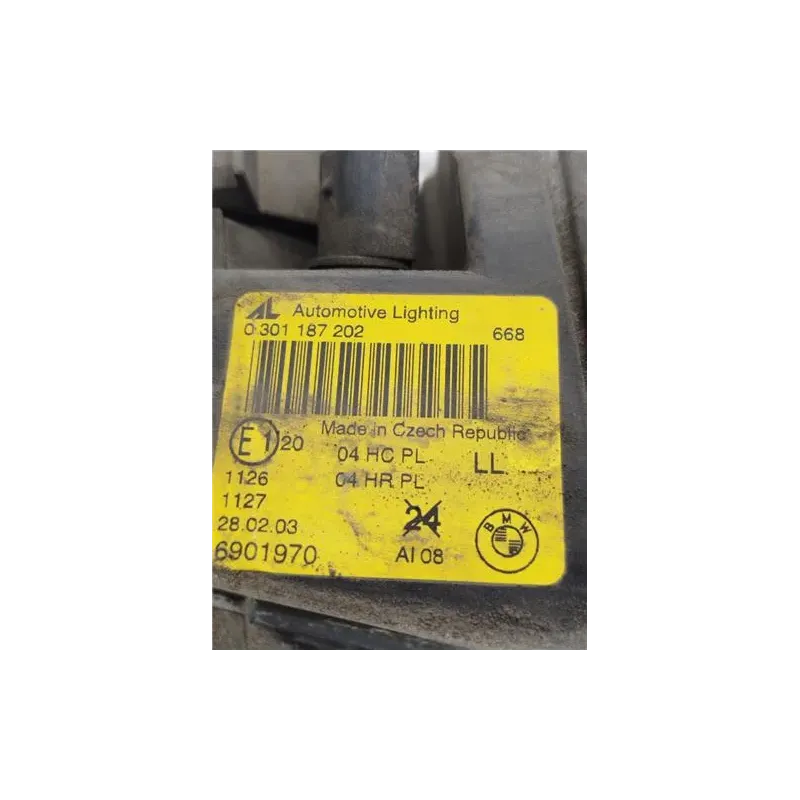 AL Automotive Lighting
0 301 187 202 668
Made in Czech Republic
E1 20 04 HC PL LL
1126 04 HR PL
1127
28.02.03 24
6901970 AI 08 BMW